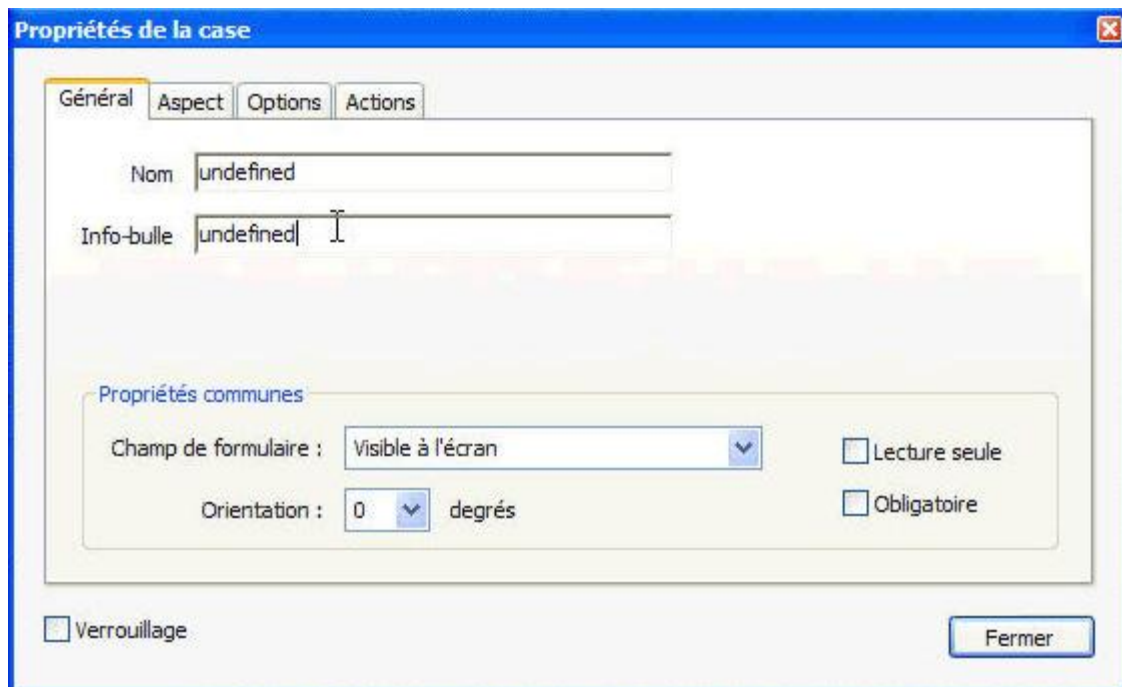 Propriétés de la case
Général Aspect Options Actions
Nom undefined
Info-bulle undefined
Propriétés communes
Champ de formulaire : Visible à l'écran Lecture seule
Orientation : 0 degrés Obligatoire
Verrouillage Fermer